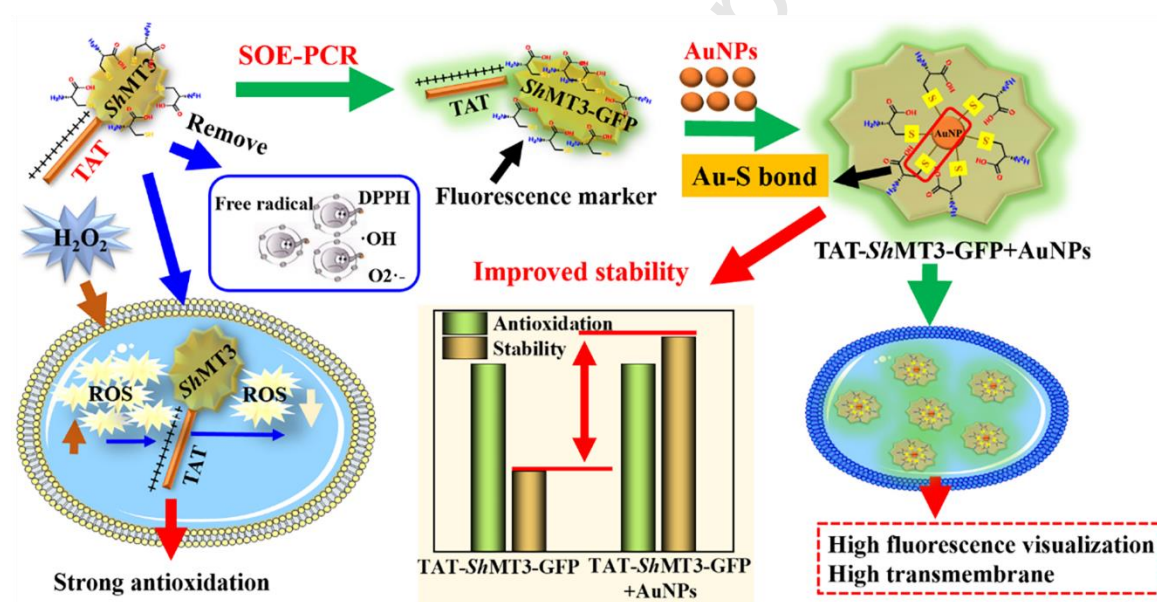 SOE-PCR
AuNPs
ShMT3
TAT
Remove
TAT
ShMT3-GFP
AuNP
S
S
S
S
S
S
Au-S bond
Fluorescence marker
Free radical
DPPH
·OH
O2·-
H2O2
TAT-ShMT3-GFP+AuNPs
Improved stability
Antioxidation
Stability
ROS
ShMT3
ROS
TAT
TAT-ShMT3-GFP
TAT-ShMT3-GFP
+AuNPs
Strong antioxidation
High fluorescence visualization
High transmembrane